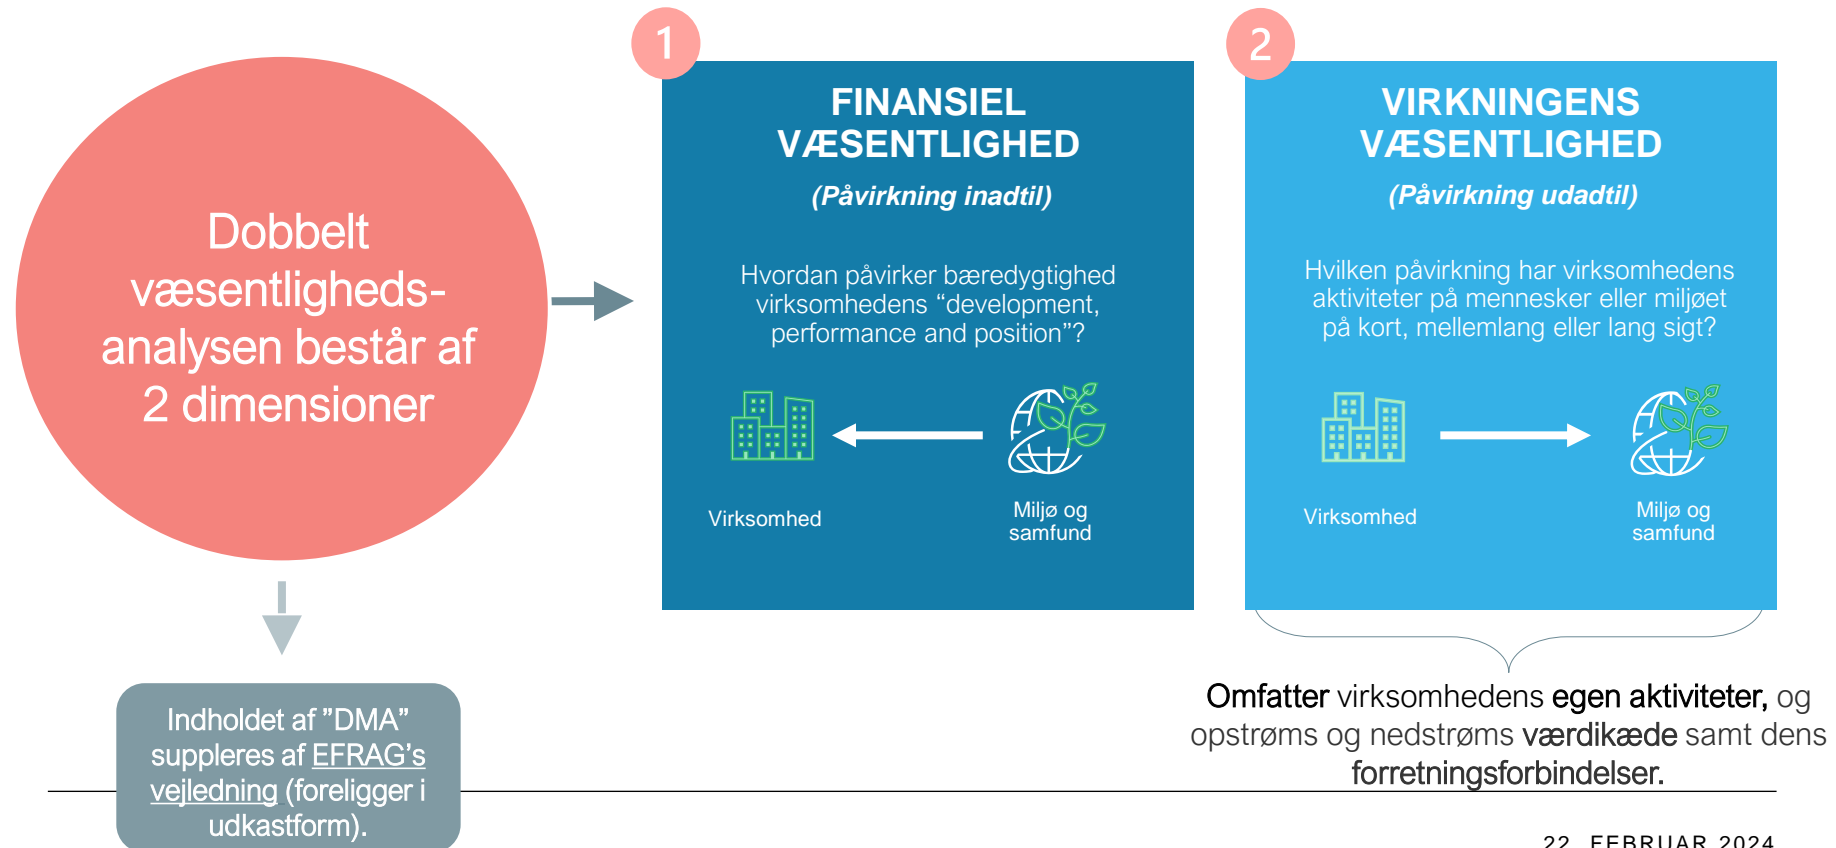 Dobbelt
væsentligheds-
analysen består af
2 dimensioner
Indholdet af ”DMA”
suppleres af EFRAG’s
vejledning (foreligger i
udkastform).
1
FINANSIEL
VÆSENTLIGHED
(Påvirkning inadtil)
Hvordan påvirker bæredygtighed
virksomhedens “development,
performance and position”?
Virksomhed
Miljø og
samfund
2
VIRKNINGENS
VÆSENTLIGHED
(Påvirkning udadtil)
Hvilken påvirkning har virksomhedens
aktiviteter på mennesker eller miljøet
på kort, mellemlang eller lang sigt?
Virksomhed
Miljø og
samfund
Omfatter virksomhedens egen aktiviteter, og
opstrøms og nedstrøms værdikæde samt dens
forretningsforbindelser.
22. FEBRUAR 2024